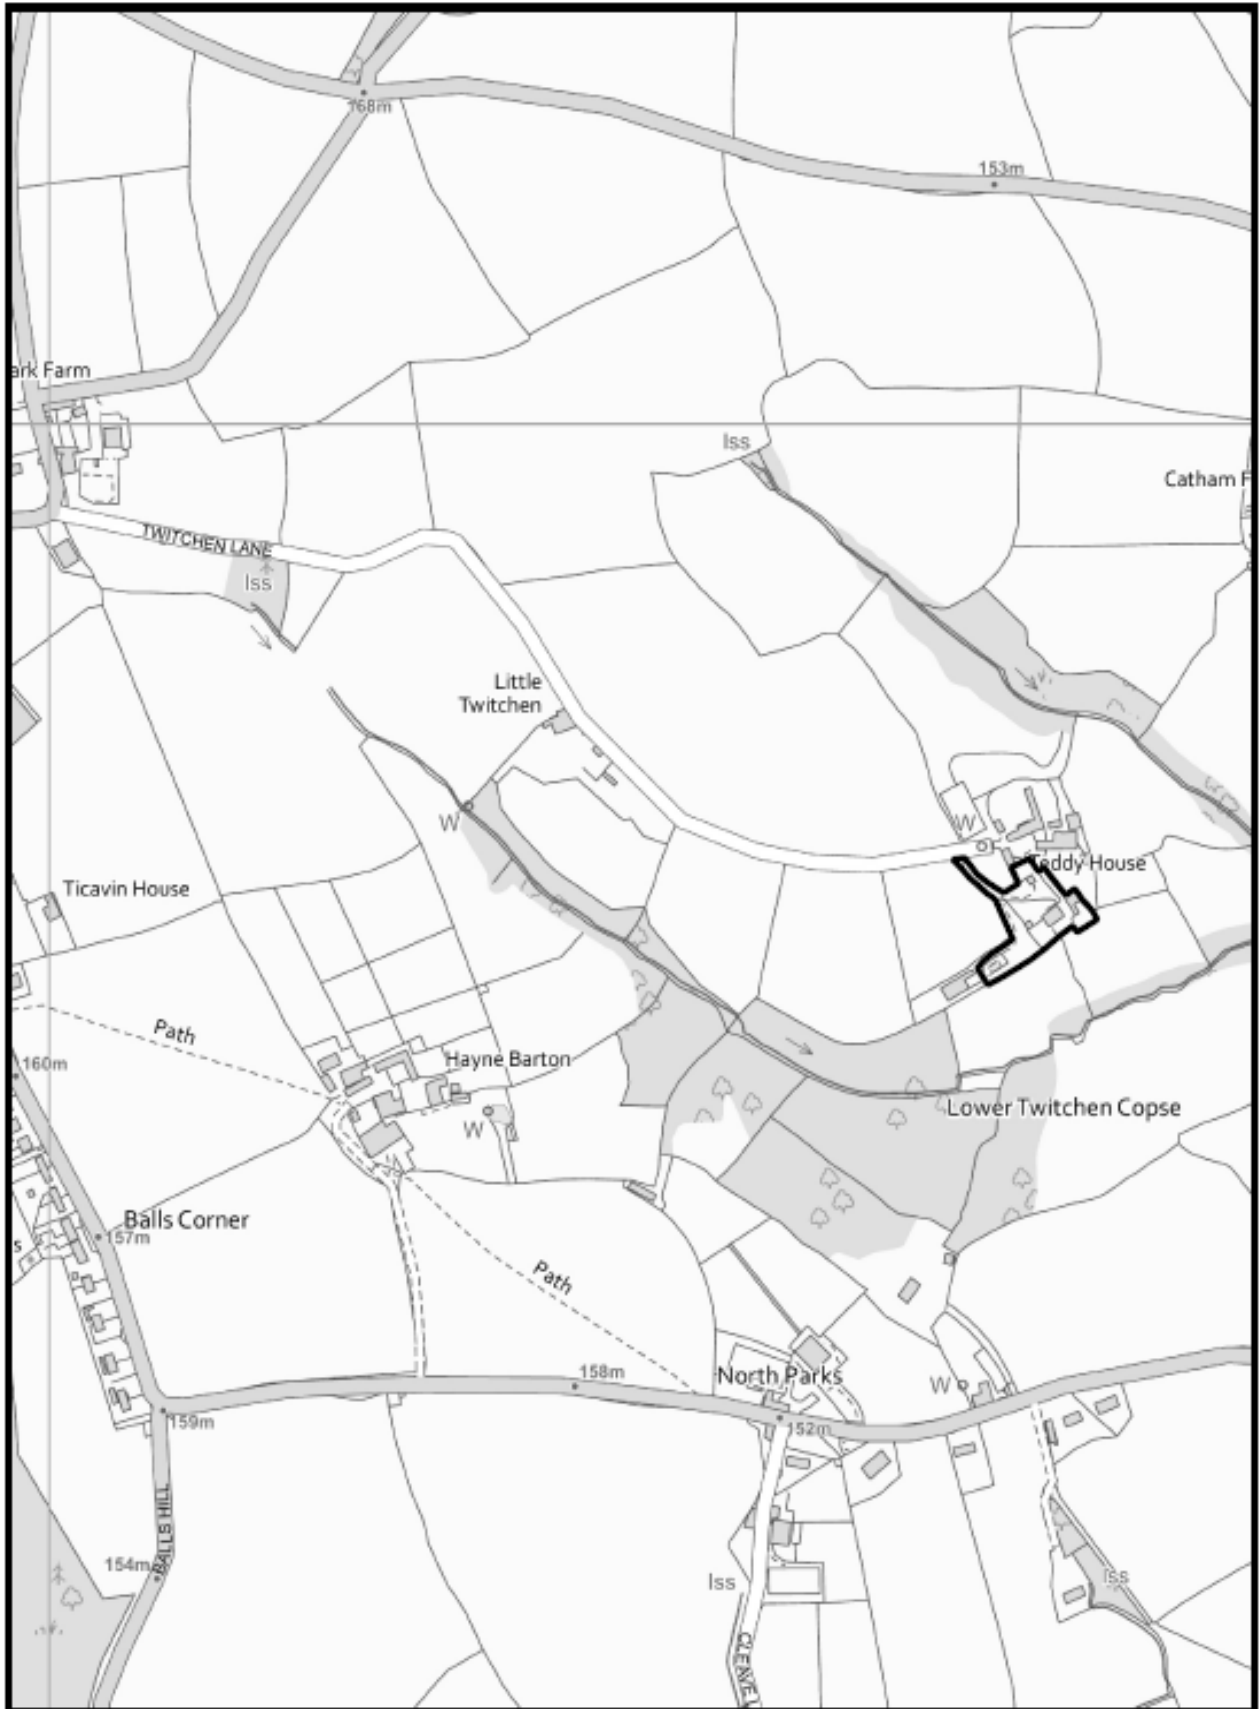 168m
153m
ark Farm
Iss
Catham F
TWITCHEN LANE
Iss
Little
Twitchen
W
W
Teddy House
Ticavin House
Path
Hayne Barton
160m
W
Lower Twitchen Copse
Balls Corner
157m
s
Path
158m
North Parks
W
159m
152m
BALLS HILL
154m
Iss
Iss
CLEAVE L